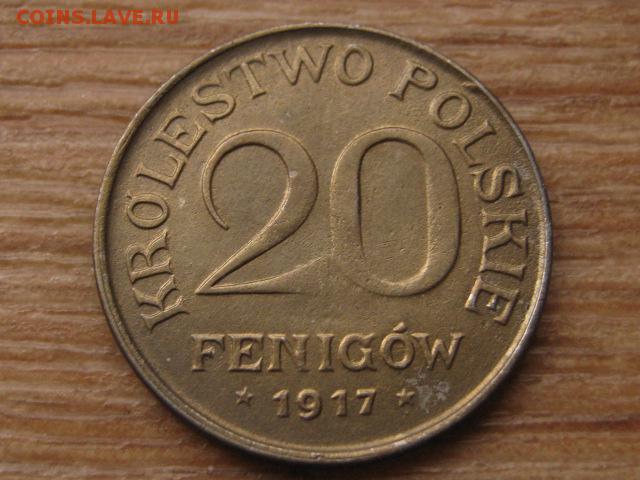 COINS.LAVE.RU
KRÓLESTWO POLSKIE
20
FENIGÓW
* 1917 *